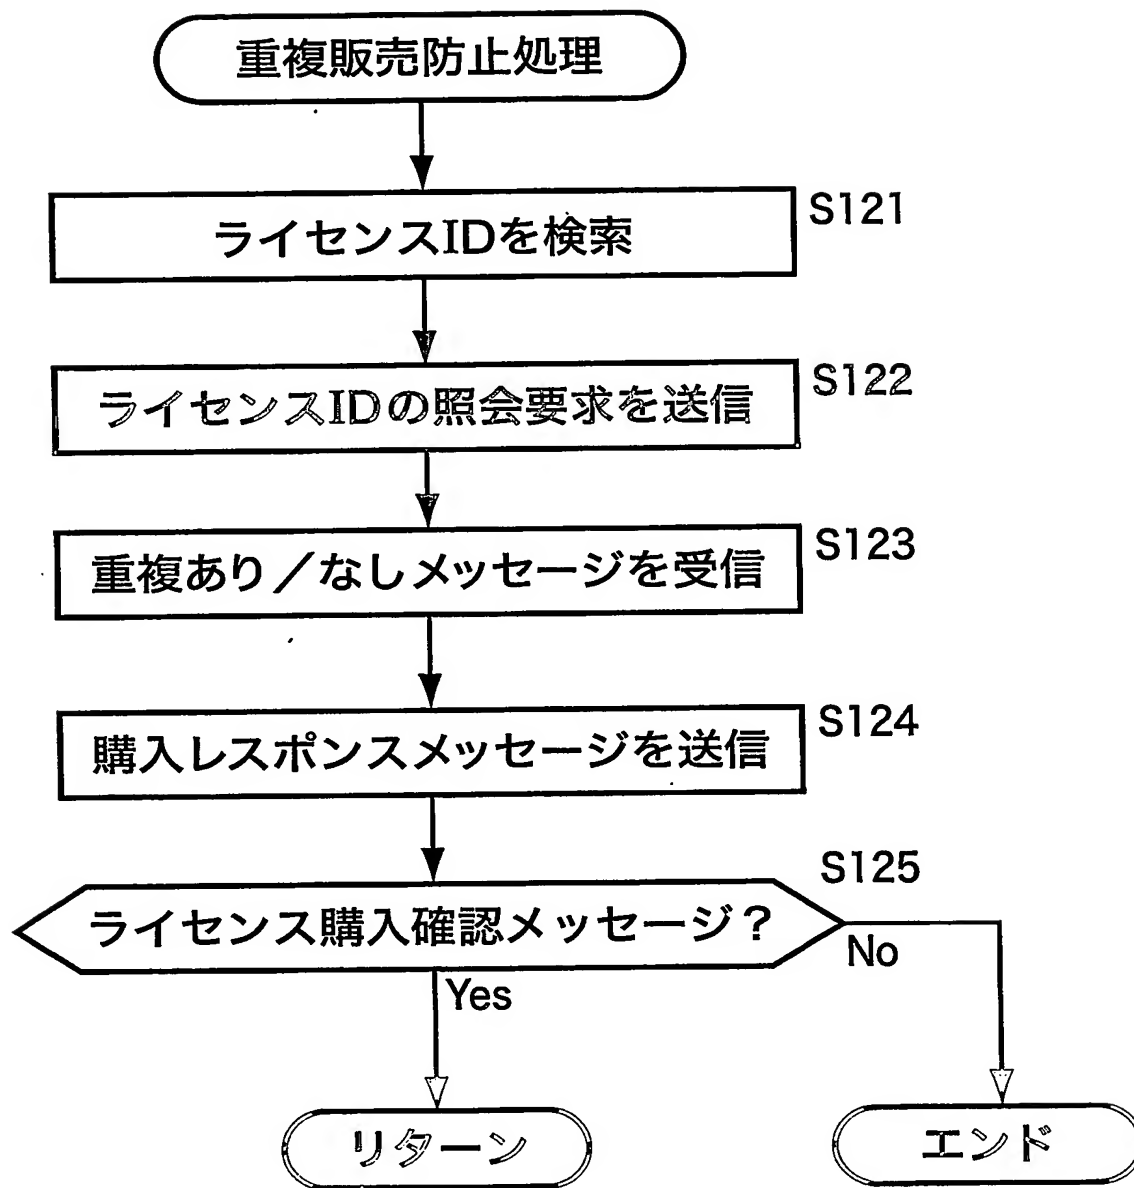 重複販売防止処理
ライセンスIDを検索
S121
ライセンスIDの照会要求を送信
S122
重複あり／なしメッセージを受信
S123
購入レスポンスメッセージを送信
S124
ライセンス購入確認メッセージ？
S125
No
Yes
リターン
エンド